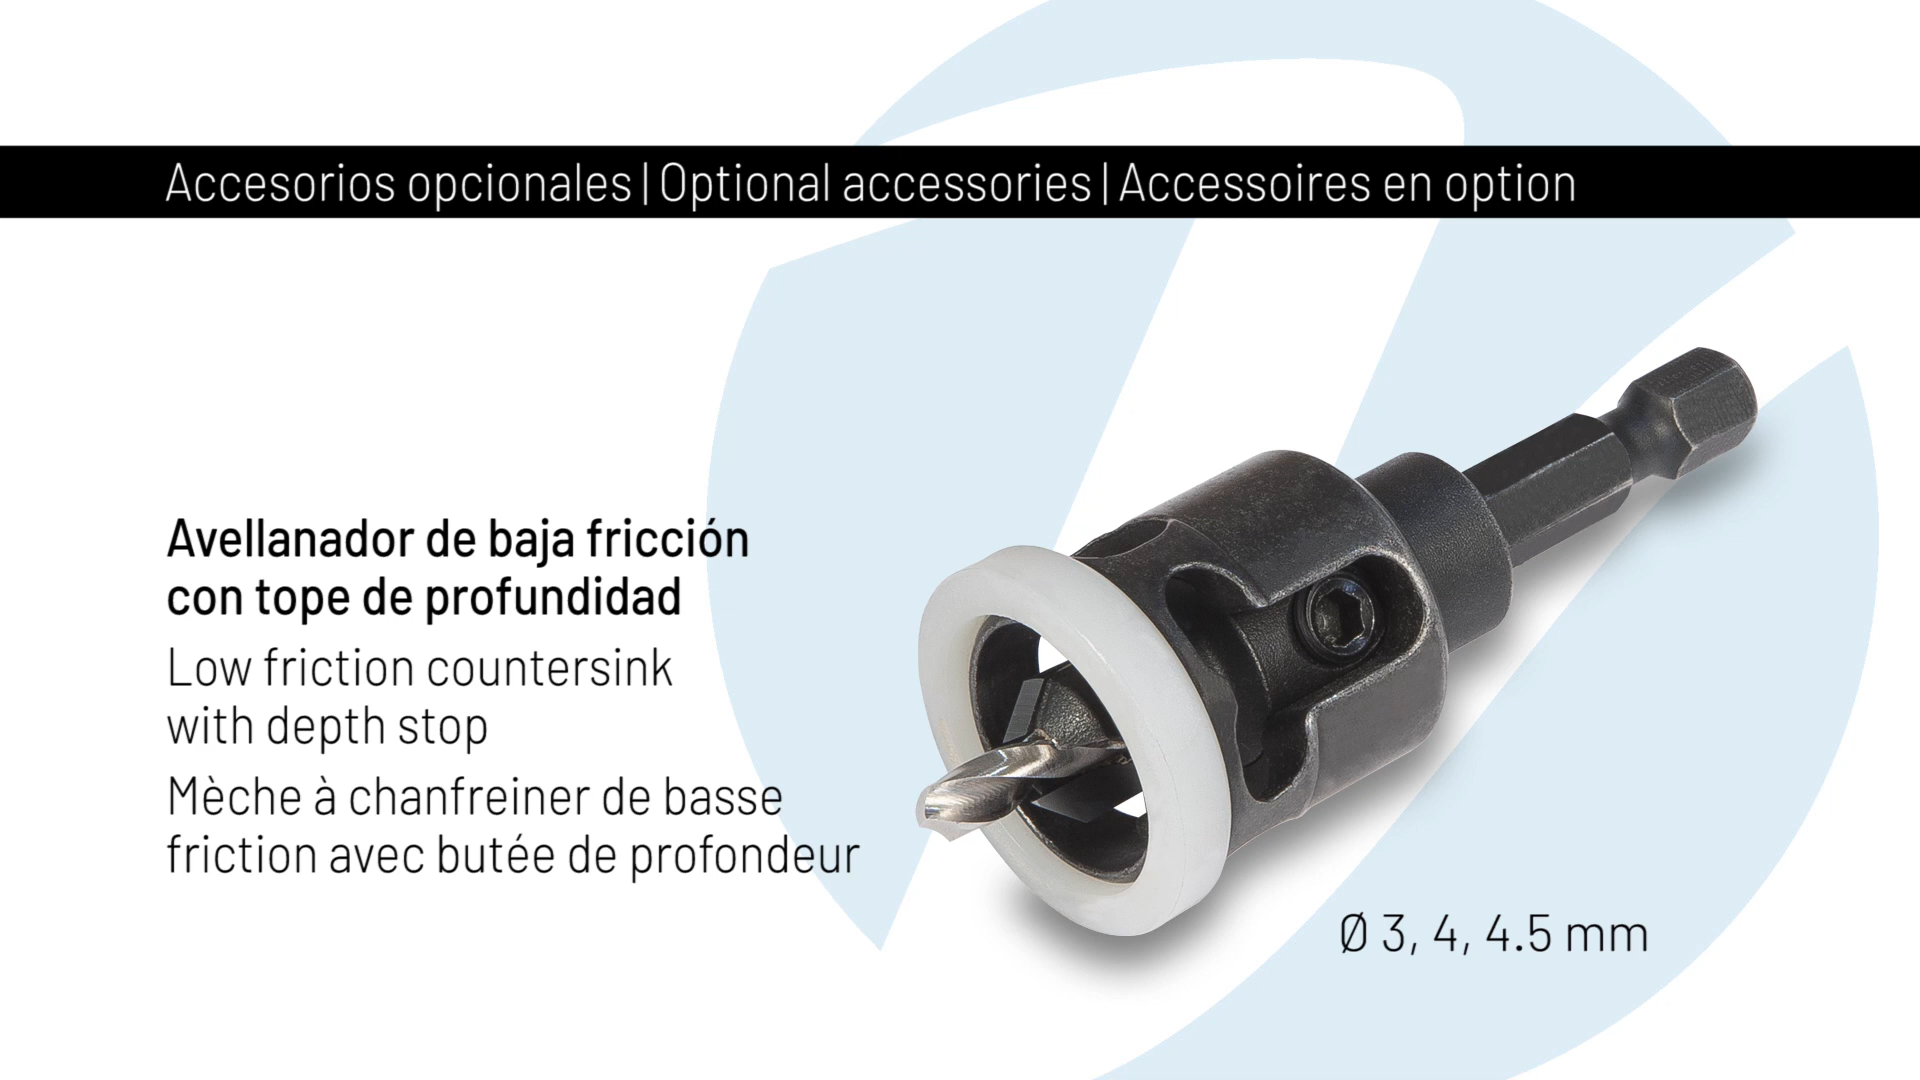 Accesorios opcionales | Optional accessories | Accessoires en option
Avellanador de baja fricción
con tope de profundidad
Low friction countersink
with depth stop
Mèche à chanfreiner de basse
friction avec butée de profondeur
Ø 3, 4, 4.5 mm